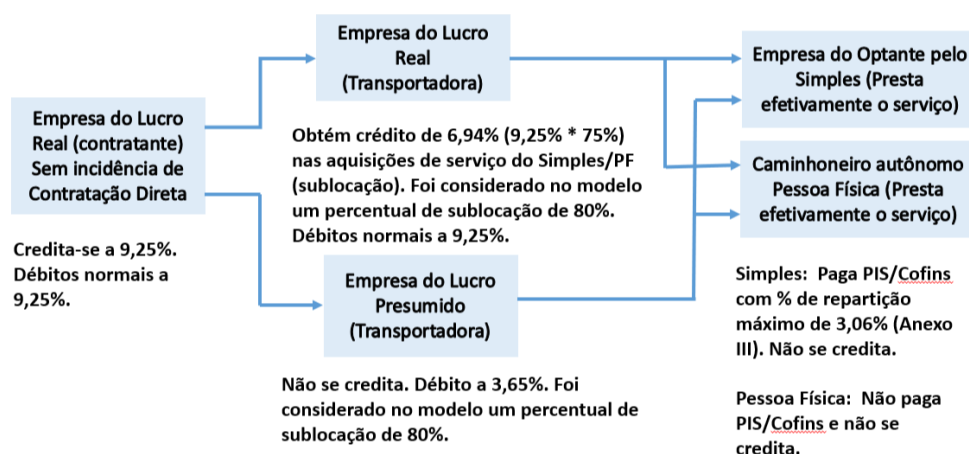 Empresa do Lucro
Real (contratante)
Sem incidência de
Contratação Direta
Credita-se a 9,25%.
Débitos normais a
9,25%.
Empresa do Lucro
Real
(Transportadora)
Obtém crédito de 6,94% (9,25% * 75%)
nas aquisições de serviço do Simples/PF
(sublocação). Foi considerado no modelo
um percentual de sublocação de 80%.
Débitos normais a 9,25%.
Empresa do Lucro
Presumido
(Transportadora)
Não se credita. Débito a 3,65%. Foi
considerado no modelo um percentual de
sublocação de 80%.
Empresa do Optante pelo
Simples (Presta
efetivamente o serviço)
Caminhoneiro autônomo
Pessoa Física (Presta
efetivamente o serviço)
Simples: Paga PIS/Cofins
com % de repartição
máximo de 3,06% (Anexo
III). Não se credita.
Pessoa Física: Não paga
PIS/Cofins e não se
credita.